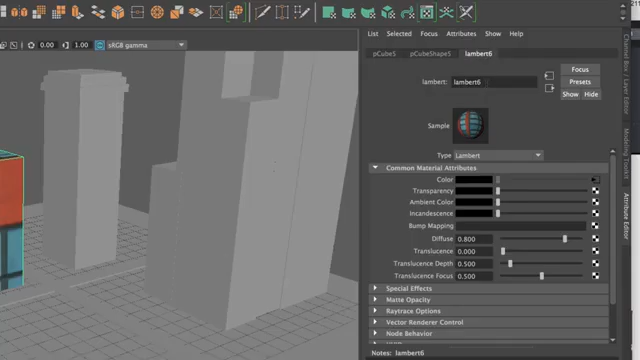 List Selected Focus Attributes Show Help
0.00 1.00 sRGB gamma
pCube5 pCubeShape5 lambert6
lambert: lambert6
Focus
Presets
Show Hide
Sample
Type Lambert
Common Material Attributes
Color
Transparency
Ambient Color
Incandescence
Bump Mapping
Diffuse 0.800
Translucence 0.000
Translucence Depth 0.500
Translucence Focus 0.500
Special Effects
Matte Opacity
Raytrace Options
Vector Renderer Control
Node Behavior
Notes: lambert6
Channel Box / Layer Editor
Modeling Toolkit
Attribute Editor